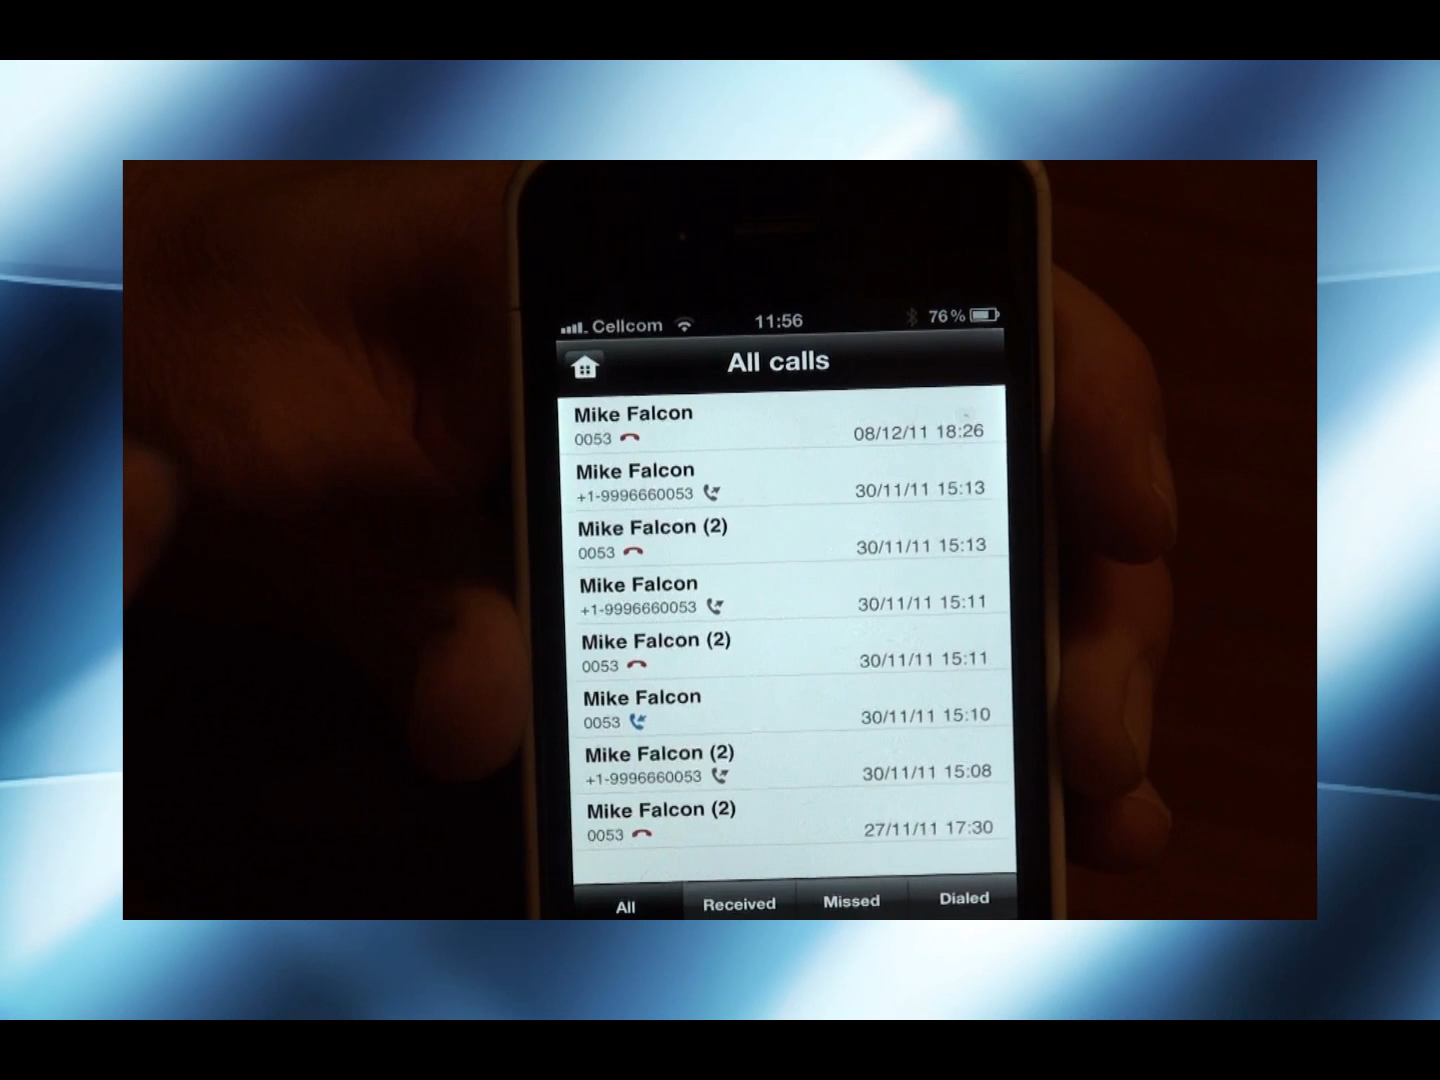 Cellcom 11:56 76%
All calls
Mike Falcon
0053 08/12/11 18:26
Mike Falcon
+1-9996660053 30/11/11 15:13
Mike Falcon (2)
0053 30/11/11 15:13
Mike Falcon
+1-9996660053 30/11/11 15:11
Mike Falcon (2)
0053 30/11/11 15:11
Mike Falcon
0053 30/11/11 15:10
Mike Falcon (2)
+1-9996660053 30/11/11 15:08
Mike Falcon (2)
0053 27/11/11 17:30
All Received Missed Dialed